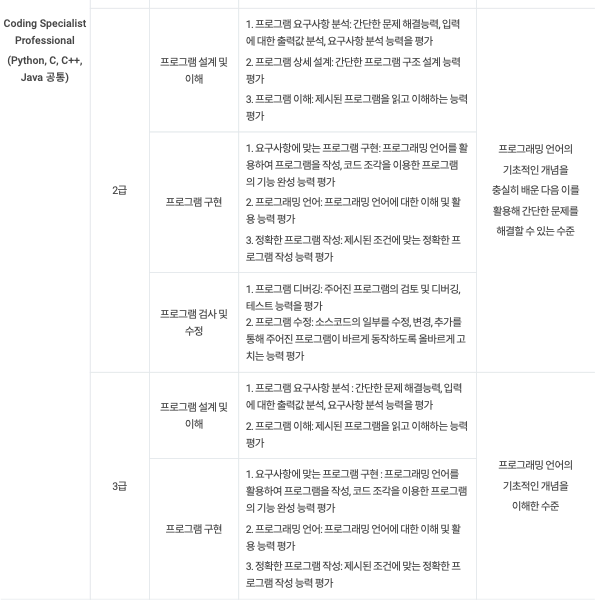 Coding Specialist
Professional
(Python, C, C++,
Java 공통)
2급
프로그램 설계 및
이해
1. 프로그램 요구사항 분석: 간단한 문제 해결능력, 입력
에 대한 출력값 분석, 요구사항 분석 능력을 평가
2. 프로그램 상세 설계: 간단한 프로그램 구조 설계 능력
평가
3. 프로그램 이해: 제시된 프로그램을 읽고 이해하는 능력
평가
프로그램 구현
1. 요구사항에 맞는 프로그램 구현: 프로그래밍 언어를 활
용하여 프로그램을 작성, 코드 조각을 이용한 프로그램
의 기능 완성 능력 평가
2. 프로그래밍 언어: 프로그래밍 언어에 대한 이해 및 활
용 능력 평가
3. 정확한 프로그램 작성: 제시된 조건에 맞는 정확한 프
로그램 작성 능력 평가
프로그램 검사 및
수정
1. 프로그램 디버깅: 주어진 프로그램의 검토 및 디버깅,
테스트 능력을 평가
2. 프로그램 수정: 소스코드의 일부를 수정, 변경, 추가를
통해 주어진 프로그램이 바르게 동작하도록 올바르게 고
치는 능력 평가
프로그래밍 언어의
기초적인 개념을
충실히 배운 다음 이를
활용해 간단한 문제를
해결할 수 있는 수준
3급
프로그램 설계 및
이해
1. 프로그램 요구사항 분석 : 간단한 문제 해결능력, 입력
에 대한 출력값 분석, 요구사항 분석 능력을 평가
2. 프로그램 이해: 제시된 프로그램을 읽고 이해하는 능력
평가
프로그램 구현
1. 요구사항에 맞는 프로그램 구현 : 프로그래밍 언어를
활용하여 프로그램을 작성, 코드 조각을 이용한 프로그램
의 기능 완성 능력 평가
2. 프로그래밍 언어: 프로그래밍 언어에 대한 이해 및 활
용 능력 평가
3. 정확한 프로그램 작성: 제시된 조건에 맞는 정확한 프
로그램 작성 능력 평가
프로그래밍 언어의
기초적인 개념을
이해한 수준